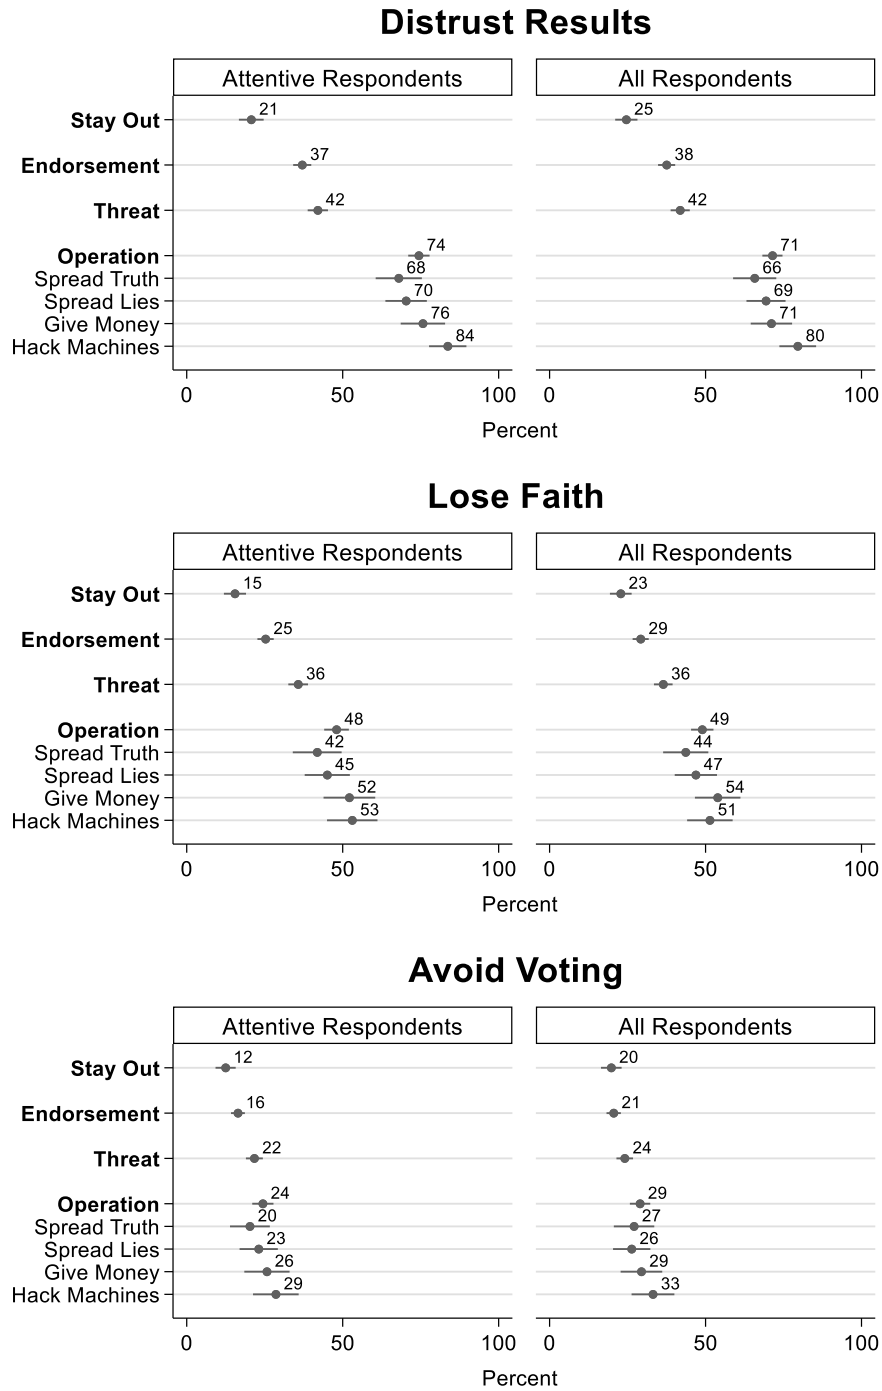 Distrust Results
Attentive Respondents All Respondents
Stay Out 21 25
Endorsement 37 38
Threat 42 42
Operation 74 71
Spread Truth 68 66
Spread Lies 70 69
Give Money 76 71
Hack Machines 84 80
0 50 100 0 50 100
Percent
Lose Faith
Attentive Respondents All Respondents
Stay Out 15 23
Endorsement 25 29
Threat 36 36
Operation 48 49
Spread Truth 42 44
Spread Lies 45 47
Give Money 52 54
Hack Machines 53 51
0 50 100 0 50 100
Percent
Avoid Voting
Attentive Respondents All Respondents
Stay Out 12 20
Endorsement 16 21
Threat 22 24
Operation 24 29
Spread Truth 20 27
Spread Lies 23 26
Give Money 26 29
Hack Machines 29 33
0 50 100 0 50 100
Percent